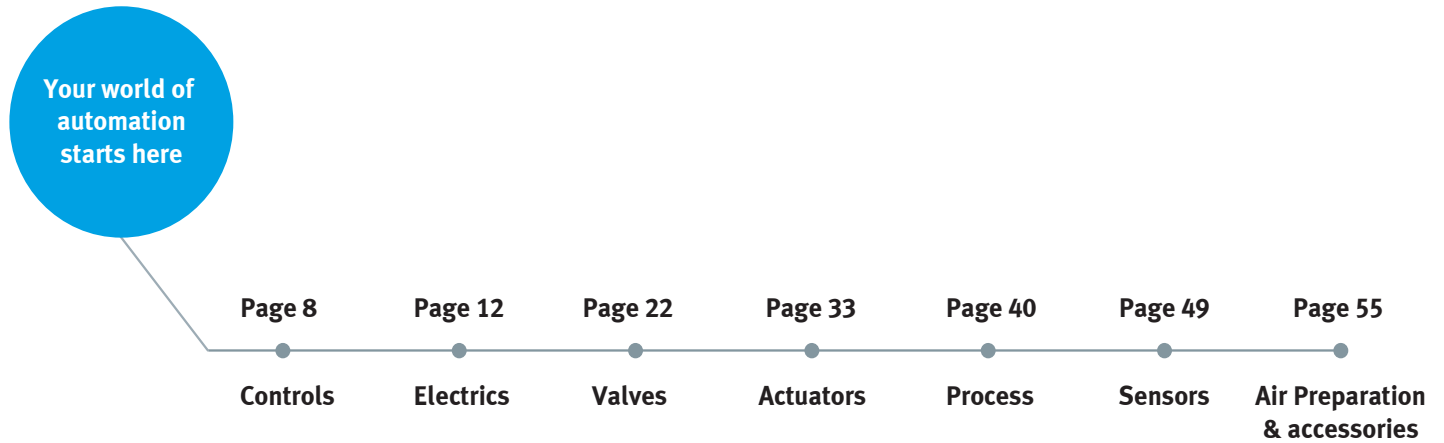 Your world of
automation
starts here
Page 8
Page 12
Page 22
Page 33
Page 40
Page 49
Page 55
Controls
Electrics
Valves
Actuators
Process
Sensors
Air Preparation
& accessories